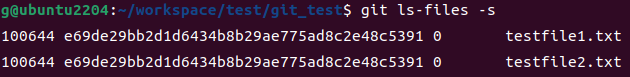 g@ubuntu2204:~/workspace/test/git_test$ git ls-files -s
100644 e69de29bb2d1d6434b8b29ae775ad8c2e48c5391 0	testfile1.txt
100644 e69de29bb2d1d6434b8b29ae775ad8c2e48c5391 0	testfile2.txt